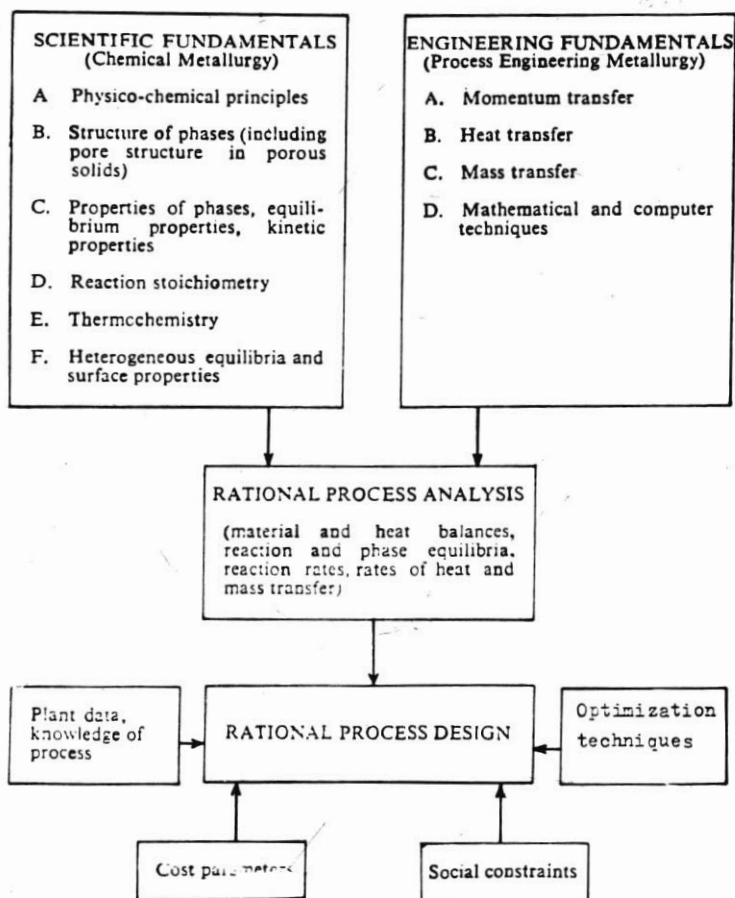 SCIENTIFIC FUNDAMENTALS
(Chemical Metallurgy)
A Physico-chemical principles
B. Structure of phases (including
pore structure in porous
solids)
C. Properties of phases, equili-
brium properties, kinetic
properties
D. Reaction stoichiometry
E. Thermcchemistry
F. Heterogeneous equilibria and
surface properties
ENGINEERING FUNDAMENTALS
(Process Engineering Metallurgy)
A. Momentum transfer
B. Heat transfer
C. Mass transfer
D. Mathematical and computer
techniques
RATIONAL PROCESS ANALYSIS
(material and heat balances,
reaction and phase equilibria,
reaction rates, rates of heat and
mass transfer)
Plant data,
knowledge of
process
RATIONAL PROCESS DESIGN
Optimization
techniques
Cost parameters
Social constraints